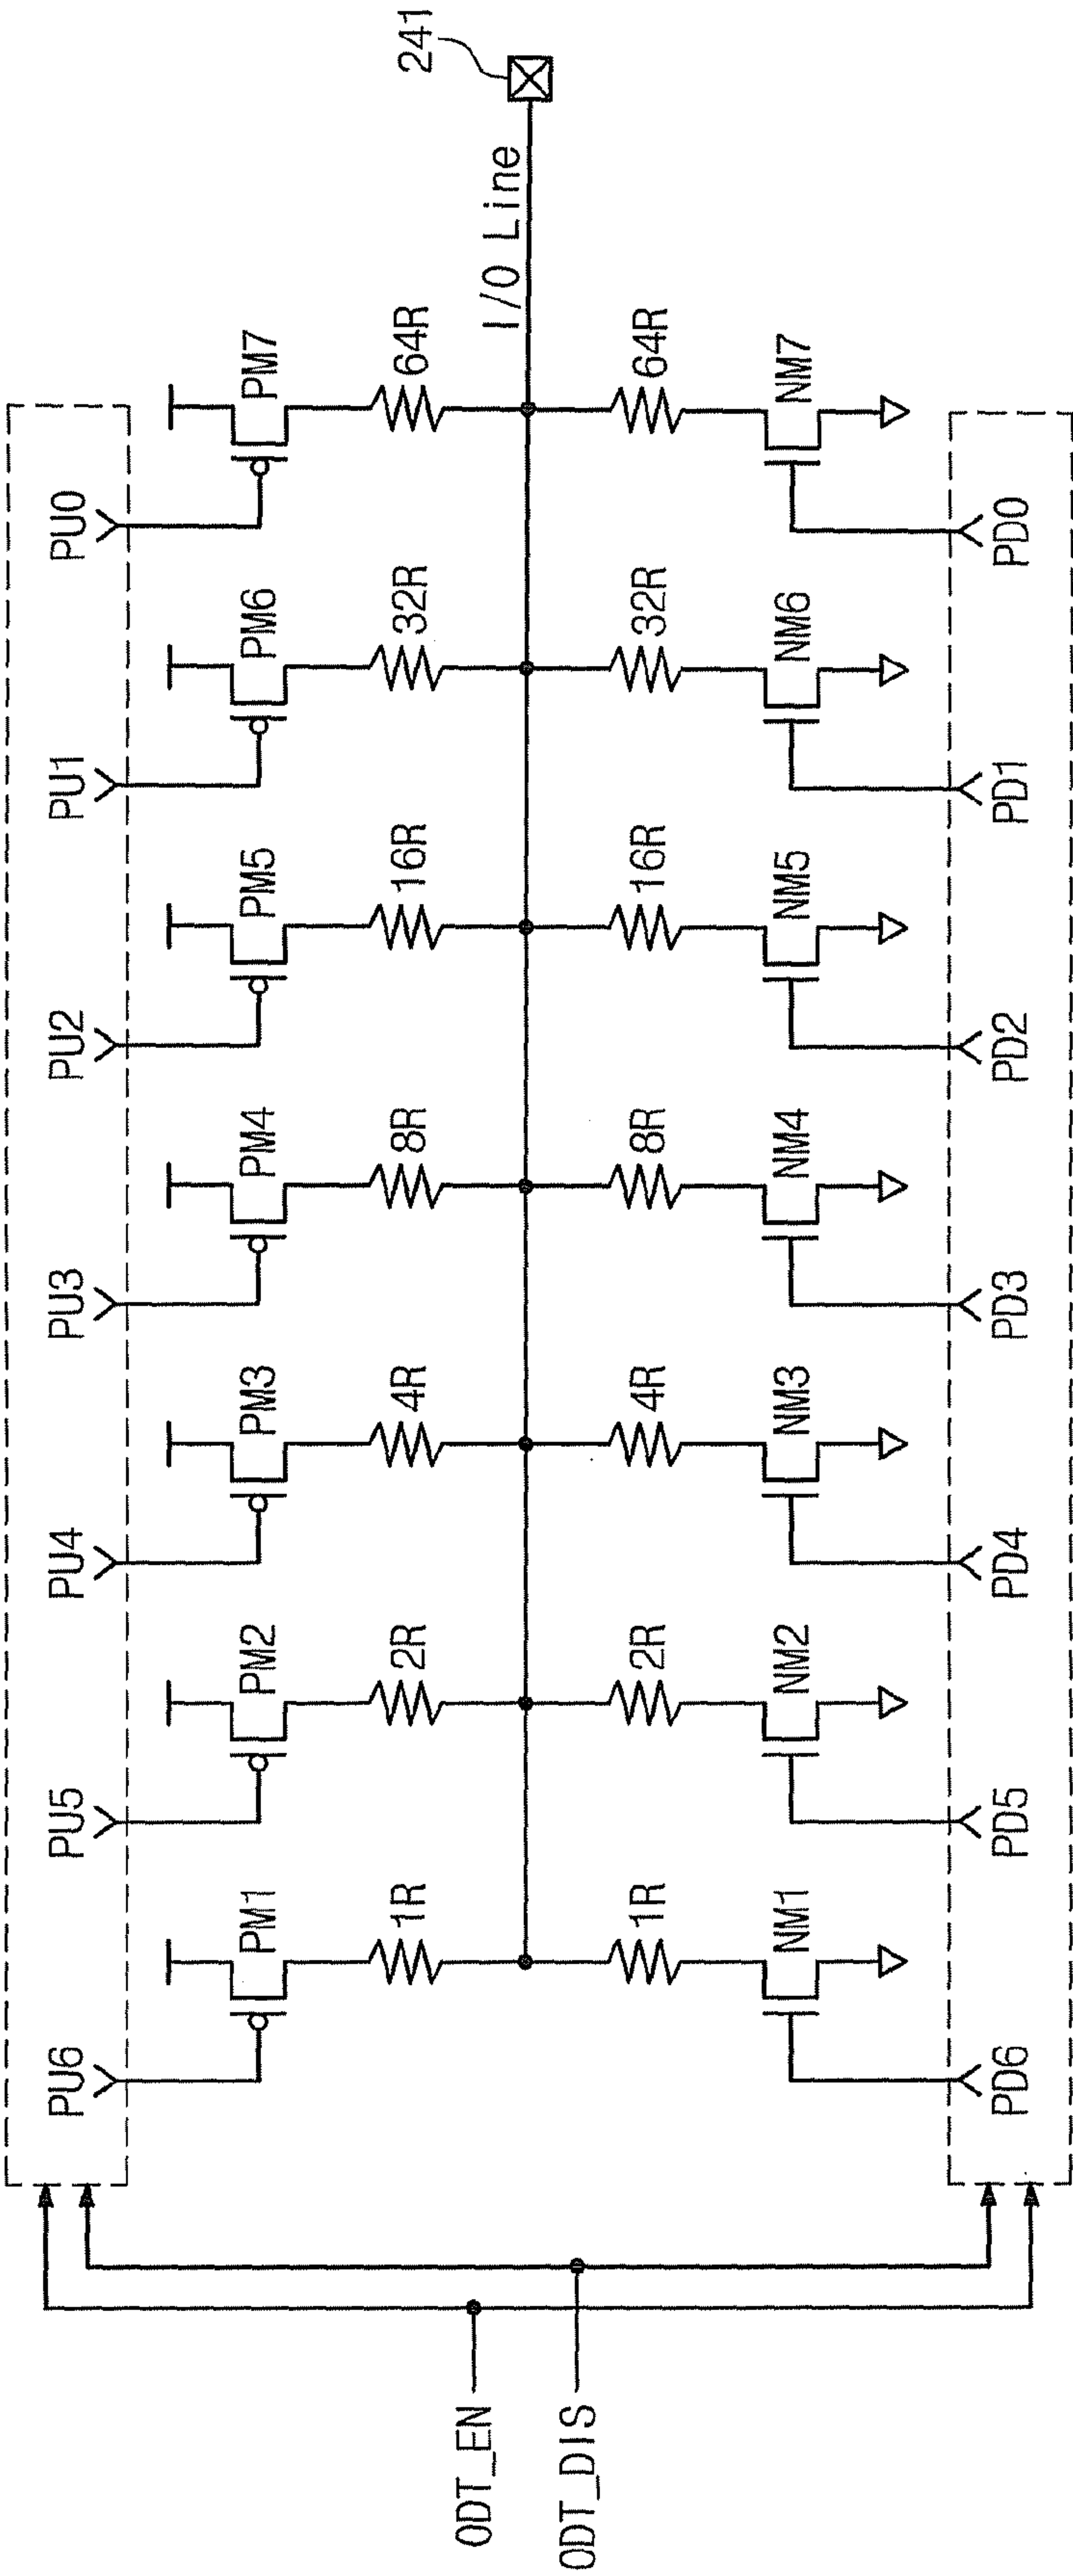 PU6
PU5
PU4
PU3
PU2
PU1
PU0
PM1
PM2
PM3
PM4
PM5
PM6
PM7
1R
2R
4R
8R
16R
32R
64R
ODT_EN
I/O Line
241
ODT_DIS
1R
2R
4R
8R
16R
32R
64R
NM1
NM2
NM3
NM4
NM5
NM6
NM7
PD6
PD5
PD4
PD3
PD2
PD1
PD0